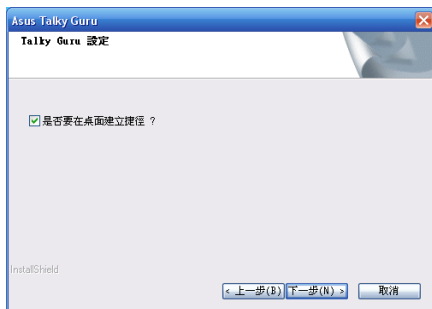 Asus Talky Guru
Talky Guru 設定
是否要在桌面建立捷徑 ?
InstallShield
< 上一步(B) 下一步(N) > 取消